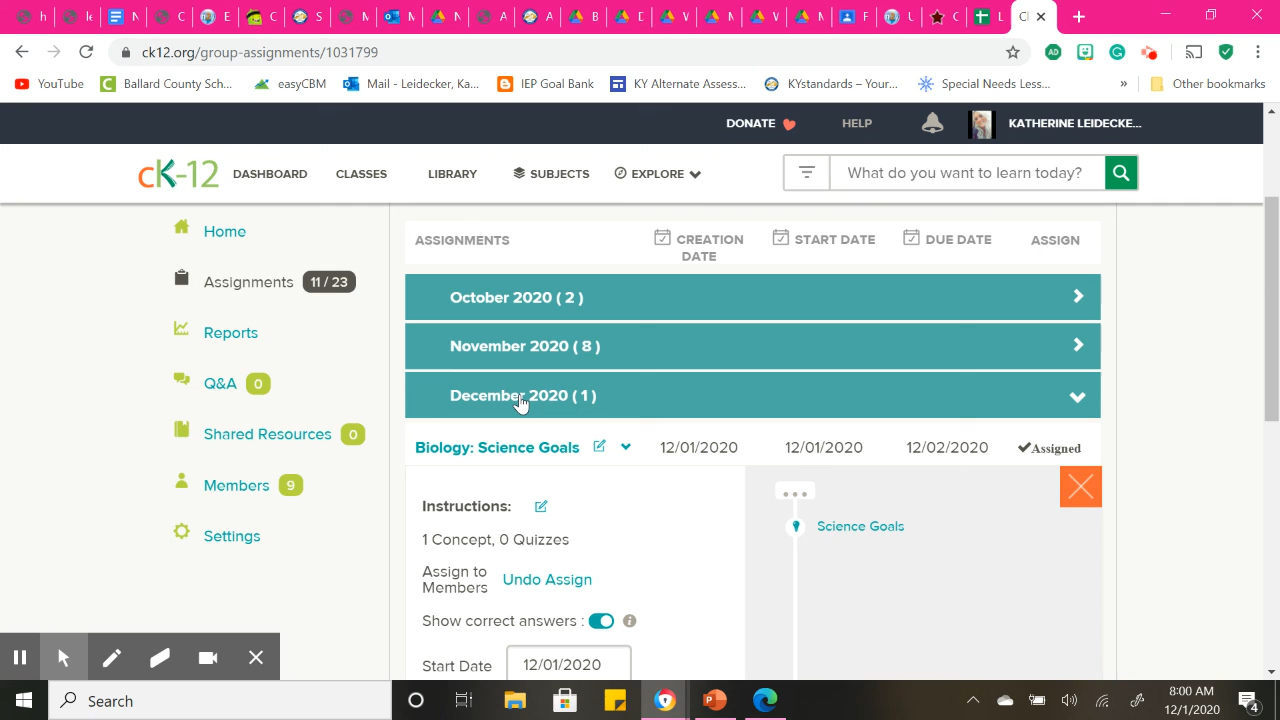 ck12.org/group-assignments/1031799
YouTube Ballard County Sch... easyCBM Mail - Leidecker, Ka... IEP Goal Bank KY Alternate Assess... KYstandards – Your... Special Needs Less... » Other bookmarks
DONATE HELP KATHERINE LEIDECKE...
cK-12 DASHBOARD CLASSES LIBRARY SUBJECTS EXPLORE What do you want to learn today?
Home
Assignments 11 / 23
Reports
Q&A 0
Shared Resources 0
Members 9
Settings
ASSIGNMENTS CREATION DATE START DATE DUE DATE ASSIGN
October 2020 ( 2 )
November 2020 ( 8 )
December 2020 ( 1 )
Biology: Science Goals 12/01/2020 12/01/2020 12/02/2020 Assigned
Instructions:
1 Concept, 0 Quizzes
Assign to Members Undo Assign
Show correct answers :
Start Date 12/01/2020
...
Science Goals
Search
8:00 AM
12/1/2020
4